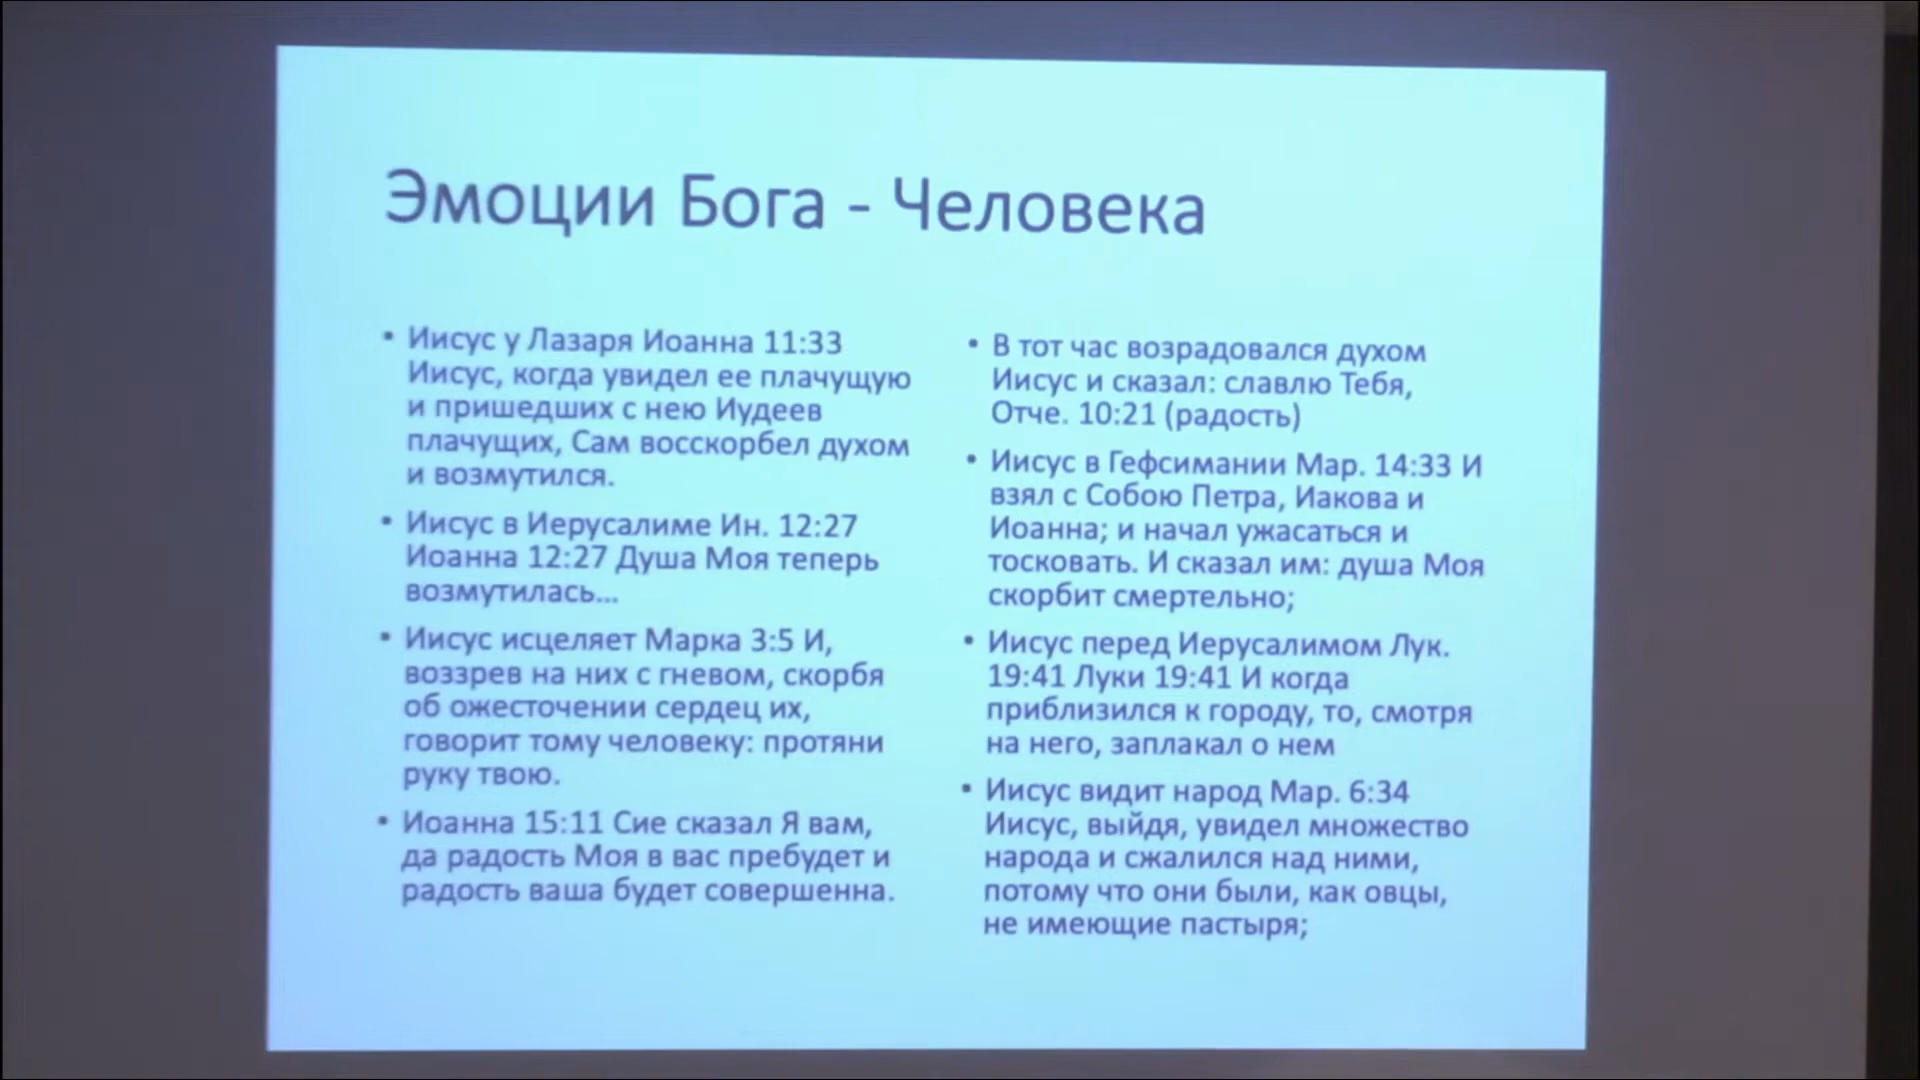 Эмоции Бога - Человека
• Иисус у Лазаря Иоанна 11:33
Иисус, когда увидел ее плачущую
и пришедших с нею Иудеев
плачущих, Сам восскорбел духом
и возмутился.
• Иисус в Иерусалиме Ин. 12:27
Иоанна 12:27 Душа Моя теперь
возмутилась...
• Иисус исцеляет Марка 3:5 И,
воззрев на них с гневом, скорбя
об ожесточении сердец их,
говорит тому человеку: протяни
руку твою.
• Иоанна 15:11 Сие сказал Я вам,
да радость Моя в вас пребудет и
радость ваша будет совершенна.
• В тот час возрадовался духом
Иисус и сказал: славлю Тебя,
Отче. 10:21 (радость)
• Иисус в Гефсимании Мар. 14:33 И
взял с Собою Петра, Иакова и
Иоанна; и начал ужасаться и
тосковать. И сказал им: душа Моя
скорбит смертельно;
• Иисус перед Иерусалимом Лук.
19:41 Луки 19:41 И когда
приблизился к городу, то, смотря
на него, заплакал о нем
• Иисус видит народ Мар. 6:34
Иисус, выйдя, увидел множество
народа и сжалился над ними,
потому что они были, как овцы,
не имеющие пастыря;